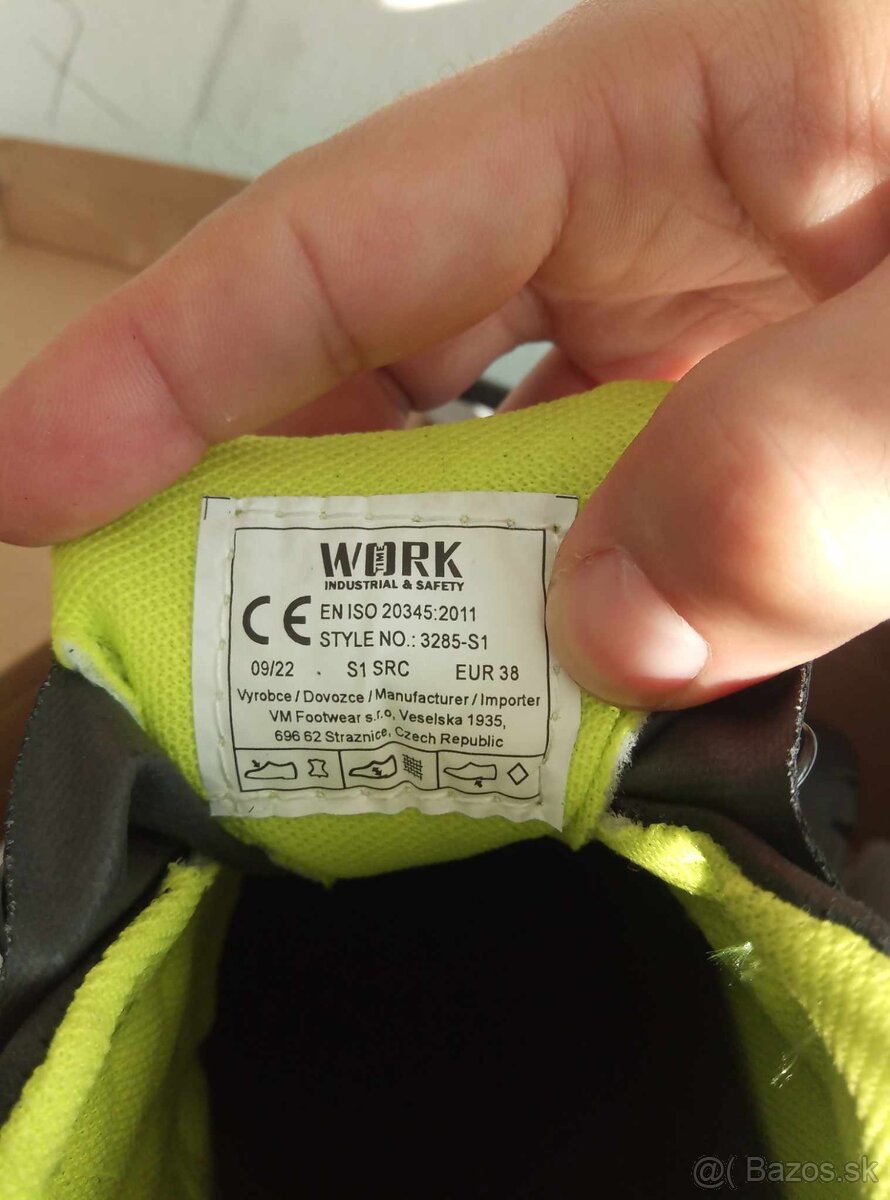 WORK
TIME
INDUSTRIAL & SAFETY
CE EN ISO 20345:2011
STYLE NO.: 3285-S1
09/22 . S1 SRC EUR 38
Vyrobce / Dovozce / Manufacturer / Importer
VM Footwear s.r.o, Veselska 1935,
696 62 Straznice, Czech Republic
@( Bazos.sk